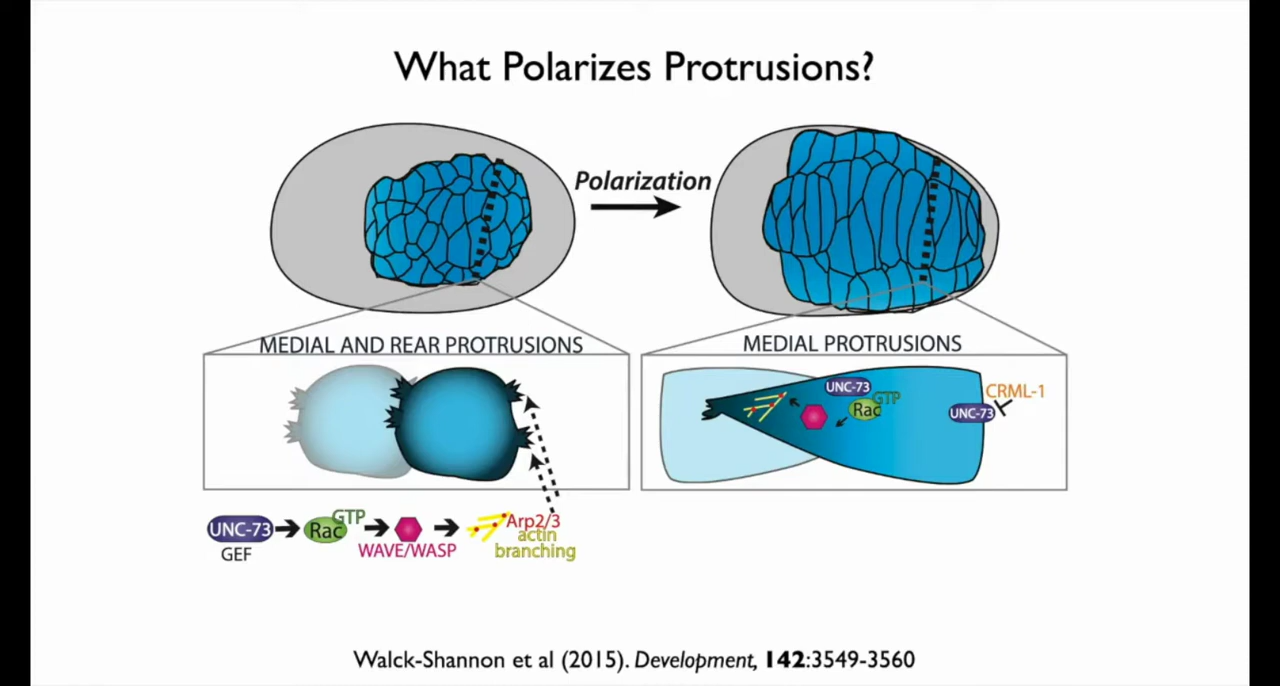 What Polarizes Protrusions?
Polarization
MEDIAL AND REAR PROTRUSIONS
MEDIAL PROTRUSIONS
UNC-73
GTP
Rac
CRML-1
UNC-73
UNC-73
GEF
GTP
Rac
WAVE/WASP
Arp2/3
actin
branching
Walck-Shannon et al (2015). Development, 142:3549-3560